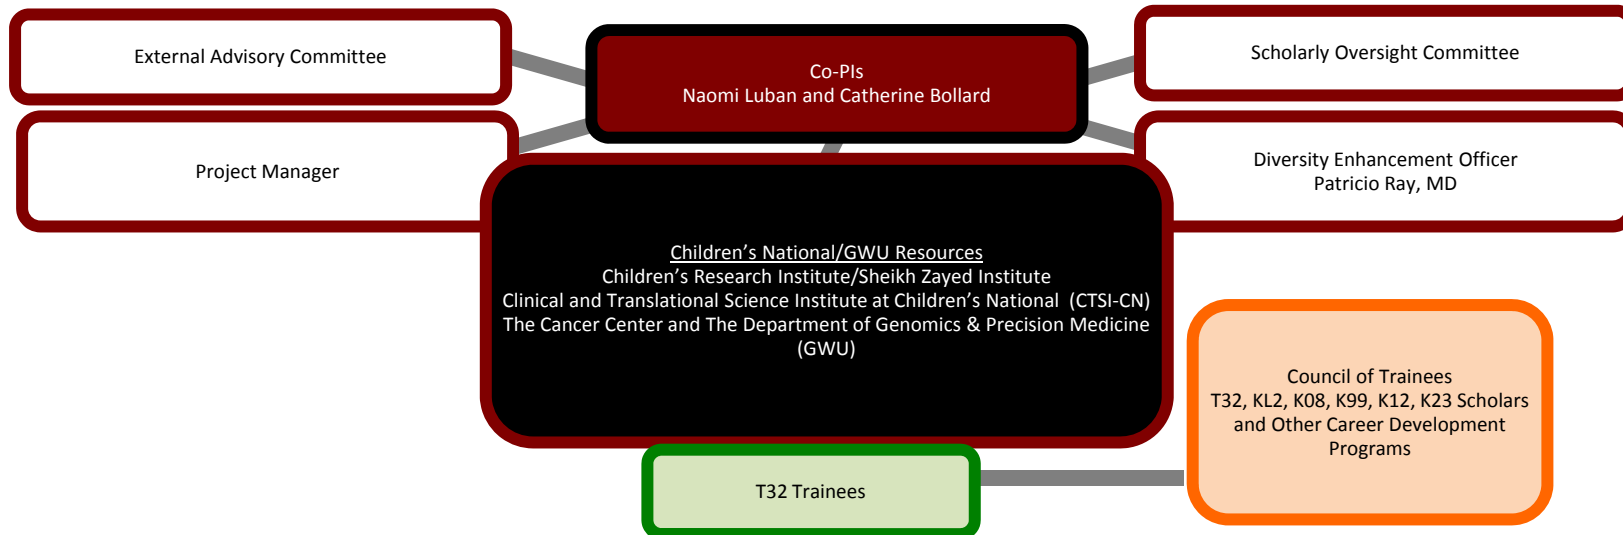 External Advisory Committee
Co-PIs
Naomi Luban and Catherine Bollard
Scholarly Oversight Committee
Project Manager
Diversity Enhancement Officer
Patricio Ray, MD
Children’s National/GWU Resources
Children’s Research Institute/Sheikh Zayed Institute
Clinical and Translational Science Institute at Children’s National (CTSI-CN)
The Cancer Center and The Department of Genomics & Precision Medicine
(GWU)
Council of Trainees
T32, KL2, K08, K99, K12, K23 Scholars
and Other Career Development
Programs
T32 Trainees